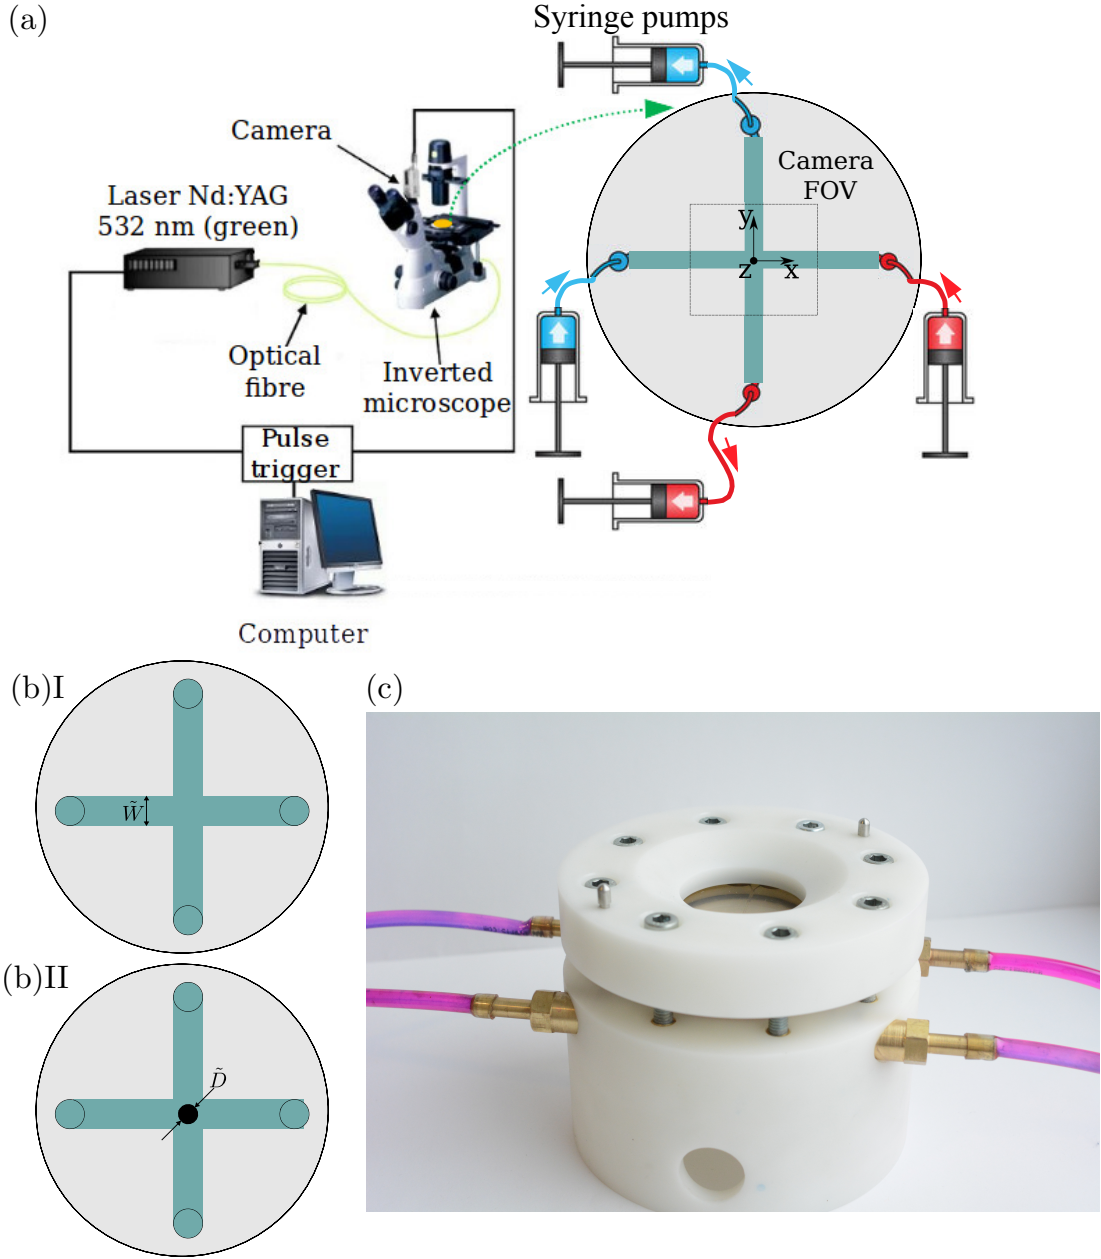 (a)
Syringe pumps
Camera
Laser Nd:YAG
532 nm (green)
Camera
FOV
y
z
x
Optical
fibre
Inverted
microscope
Pulse
trigger
Computer
(b)I
W̃
(b)II
D̃
(c)